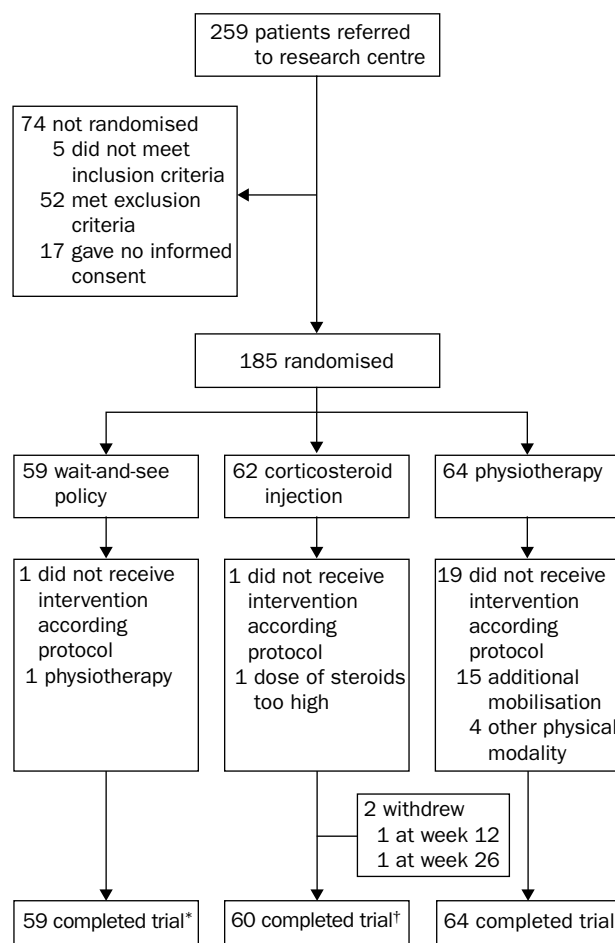 259 patients referred
to research centre
74 not randomised
5 did not meet
inclusion criteria
52 met exclusion
criteria
17 gave no informed
consent
185 randomised
59 wait-and-see
policy
62 corticosteroid
injection
64 physiotherapy
1 did not receive
intervention
according
protocol
1 physiotherapy
1 did not receive
intervention
according
protocol
1 dose of steroids
too high
19 did not receive
intervention
according
protocol
15 additional
mobilisation
4 other physical
modality
2 withdrew
1 at week 12
1 at week 26
59 completed trial*
60 completed trial†
64 completed trial